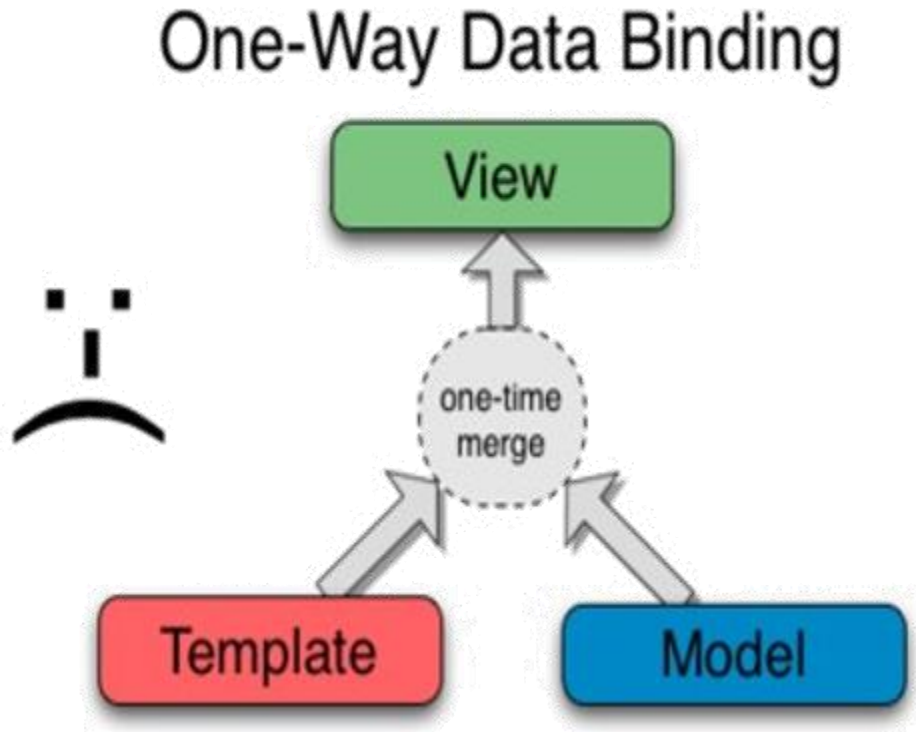 One-Way Data Binding
View
one-time
merge
Template
Model